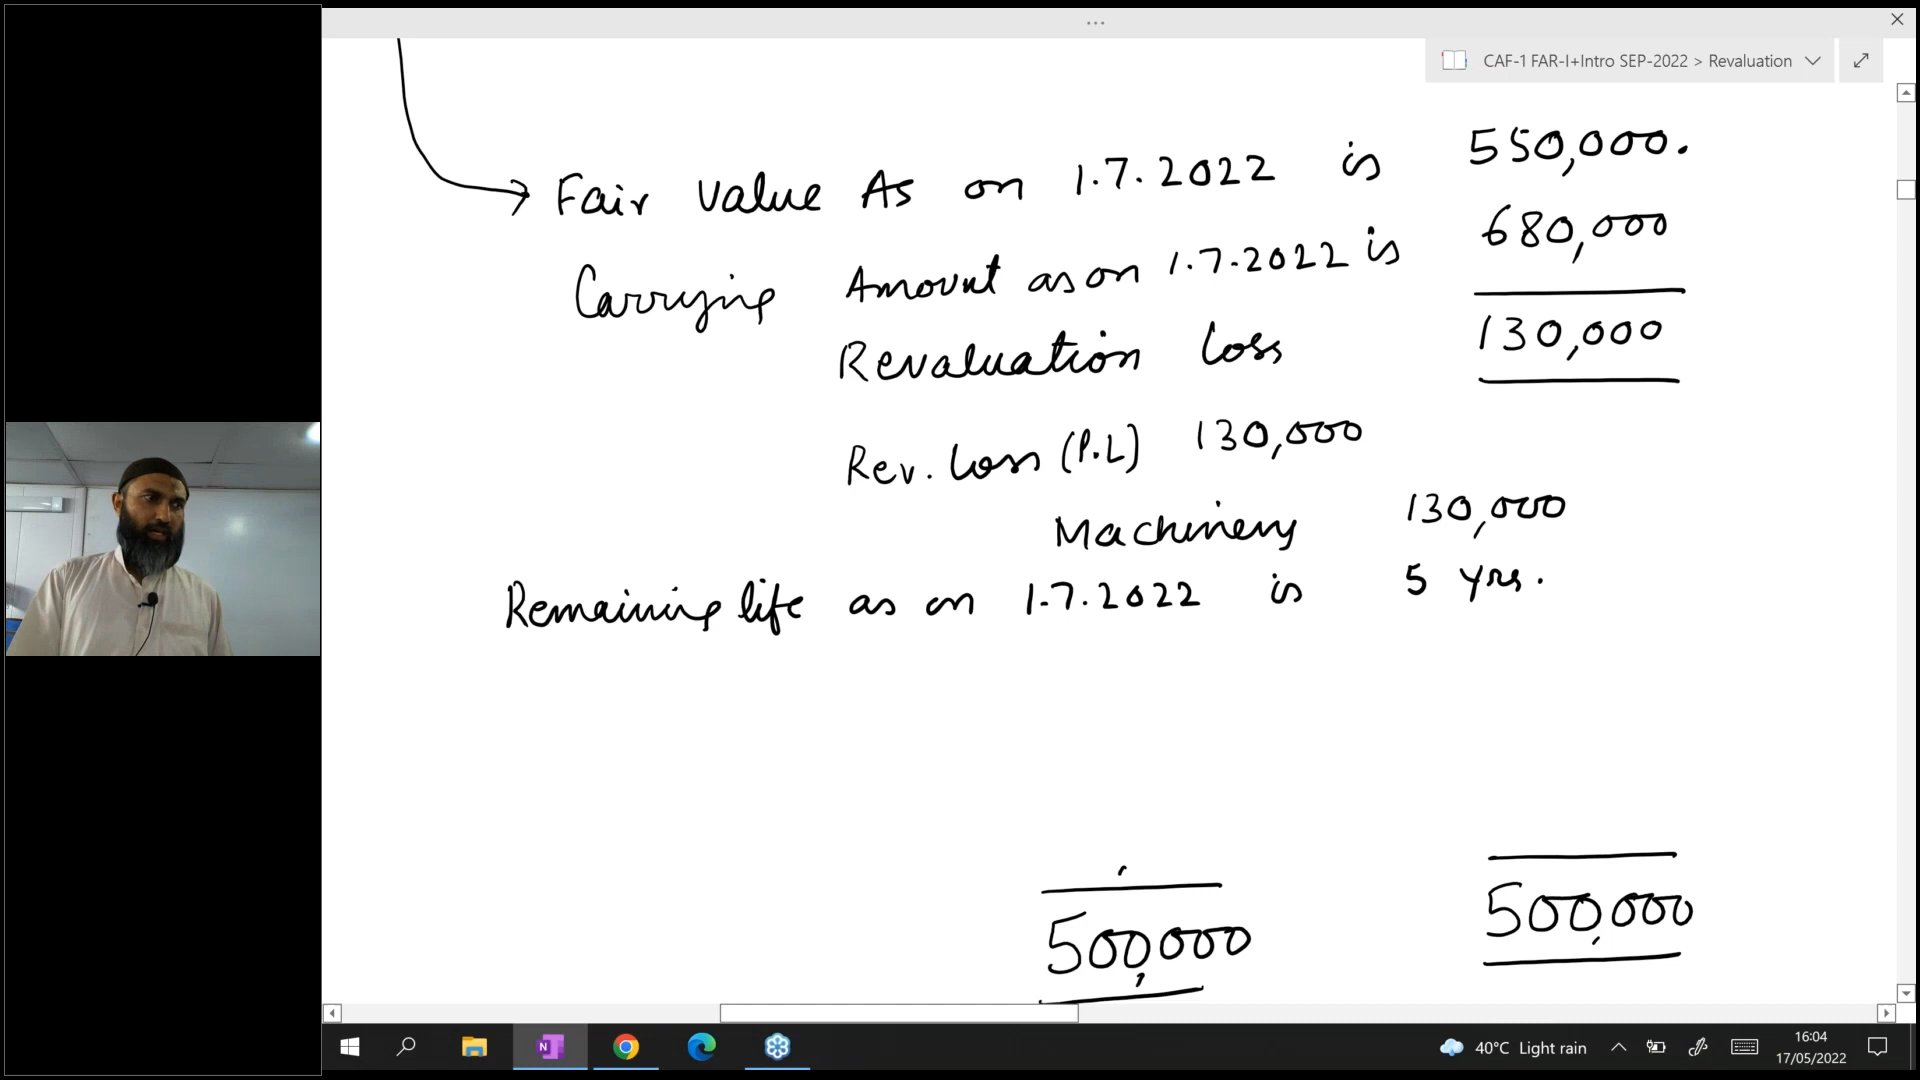 CAF-1 FAR-I+Intro SEP-2022 > Revaluation
Fair value As on 1.7.2022 is 550,000.
Carrying Amount as on 1.7.2022 is 680,000
Revaluation Loss 130,000
Rev. Loss (P.L) 130,000
Machinery 130,000
Remaining life as on 1.7.2022 is 5 yrs.
500,000 500,000
40°C Light rain
16:04
17/05/2022